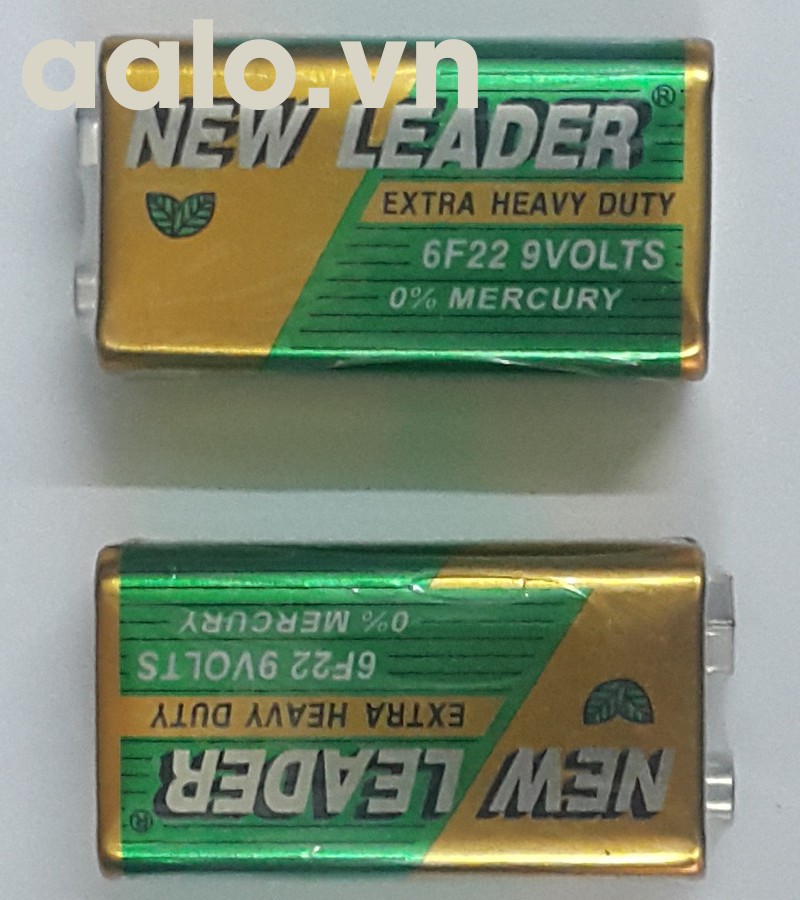 aalo.vn
NEW LEADER®
EXTRA HEAVY DUTY
6F22 9VOLTS
0% MERCURY
NEW LEADER®
EXTRA HEAVY DUTY
6F22 9VOLTS
0% MERCURY